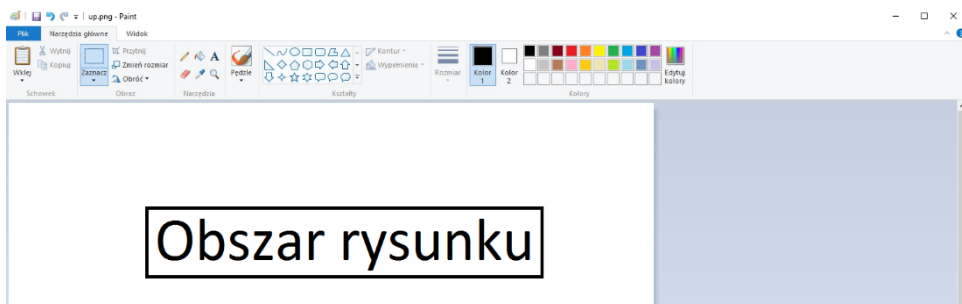 up.png - Paint
Plik Narzędzia główne Widok
Wklej
Wytnij
Kopiuj
Schowek
Zaznacz
Przytnij
Zmień rozmiar
Obróć
Obraz
A
Narzędzia
Pędzle
Kontur
Wypełnienie
Kształty
Rozmiar
Kolor 1
Kolor 2
Edytuj kolory
Kolory
Obszar rysunku